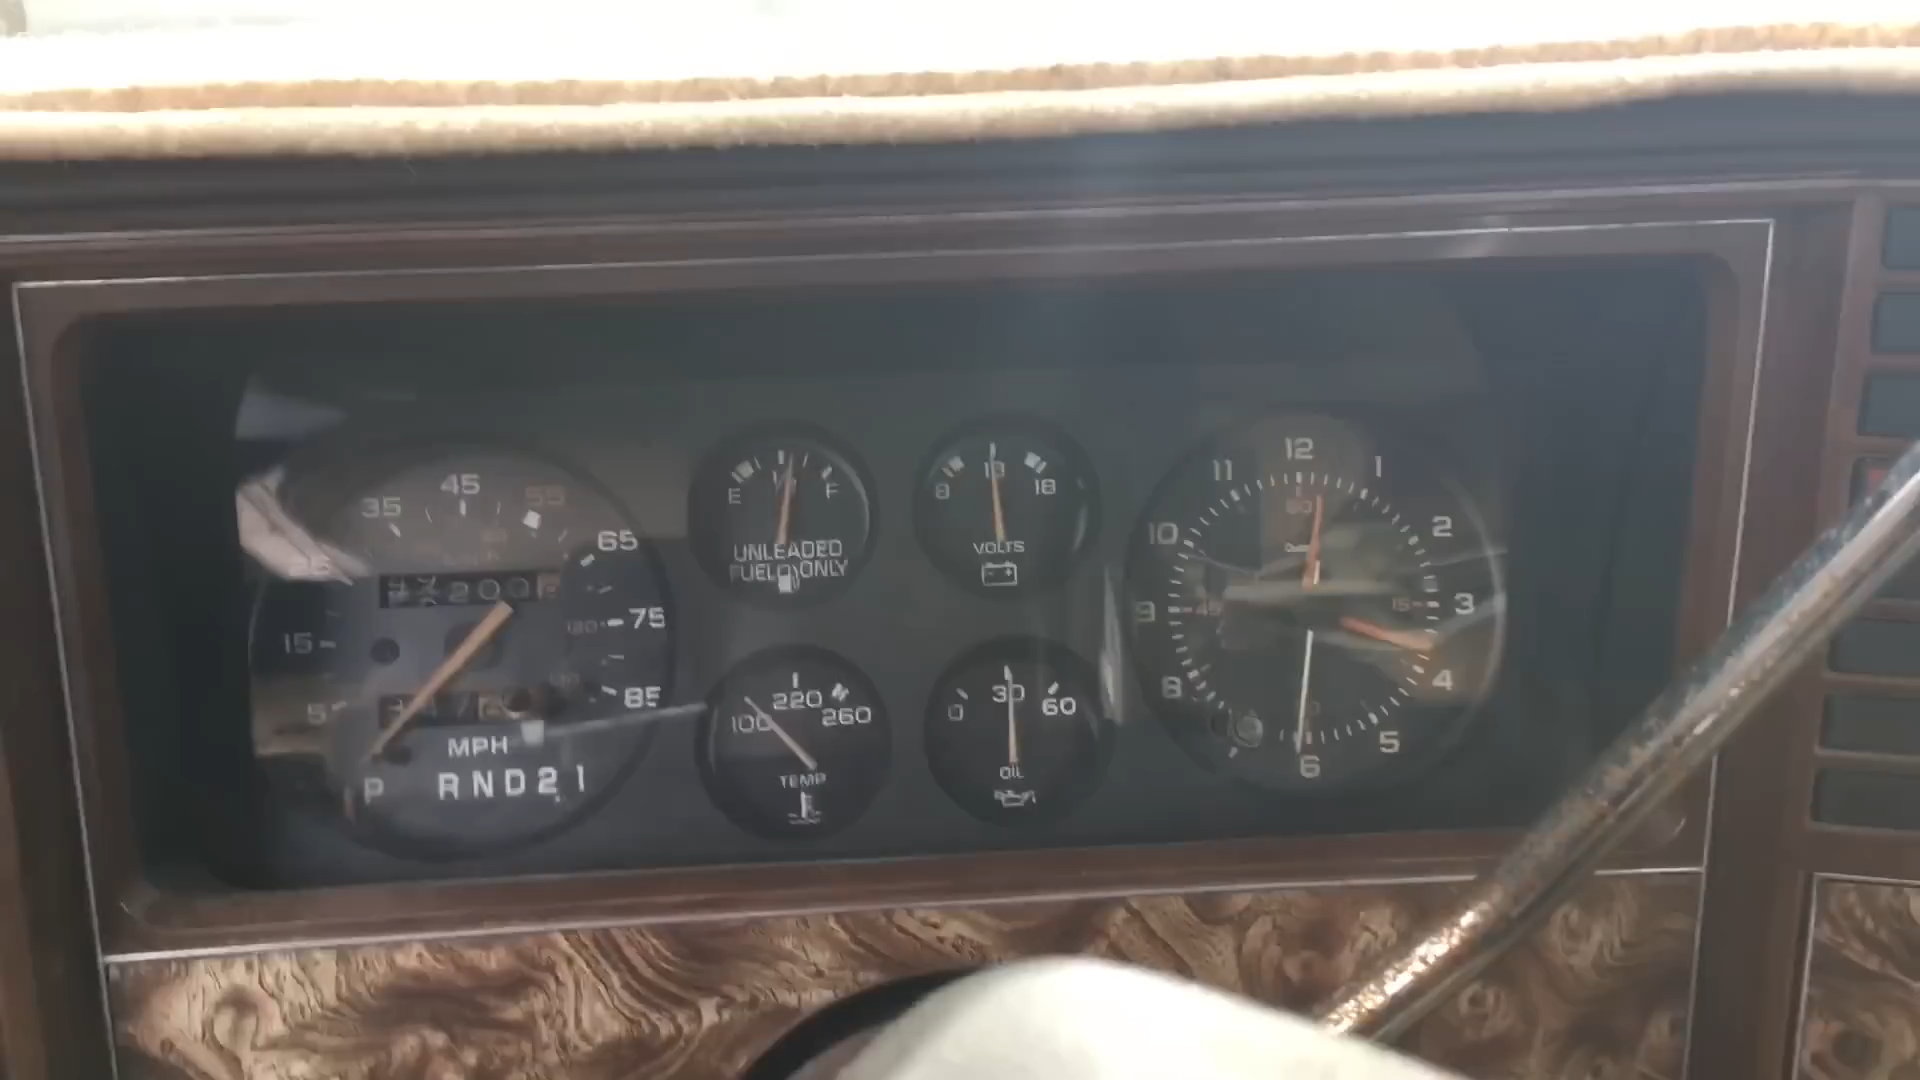 35 45 55
25 65
15 120 75
5 85
MPH
P RND21
E F
UNLEADED
FUEL ONLY
8 13 18
VOLTS
100 220 260
TEMP
0 30 60
OIL
12
11 1
60
10 2
9 45 15 3
8 4
5
6